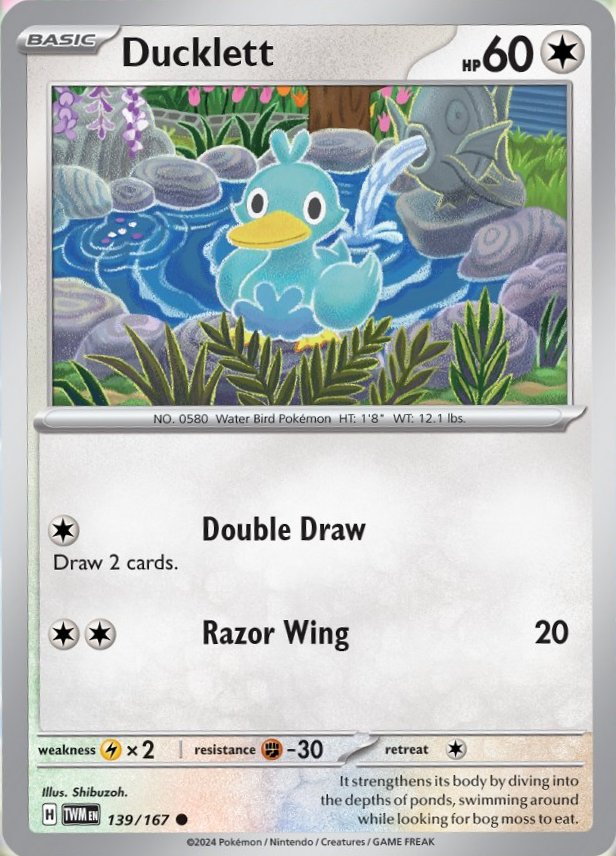 BASIC Ducklett HP 60
NO. 0580 Water Bird Pokémon HT: 1'8" WT: 12.1 lbs.
Double Draw
Draw 2 cards.
Razor Wing 20
weakness ×2 resistance -30 retreat
It strengthens its body by diving into
the depths of ponds, swimming around
while looking for bog moss to eat.
Illus. Shibuzoh.
H TWM EN 139/167
©2024 Pokémon / Nintendo / Creatures / GAME FREAK